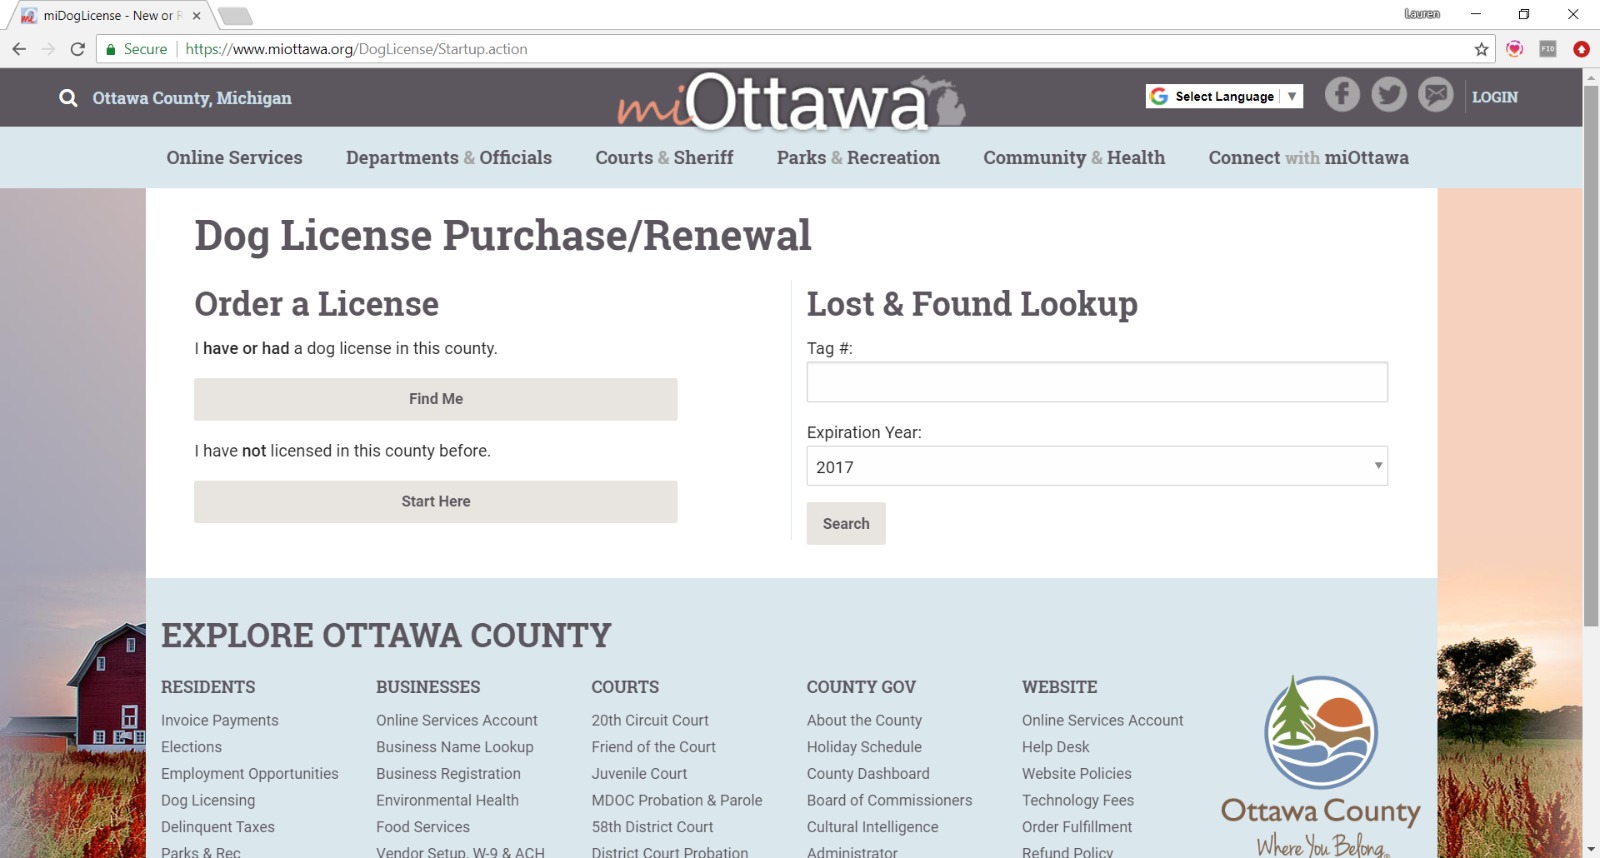 miDogLicense - New or R
Lauren
Secure
https://www.miottawa.org/DogLicense/Startup.action
FIO
Ottawa County, Michigan
miOttawa
Select Language
LOGIN
Online Services
Departments & Officials
Courts & Sheriff
Parks & Recreation
Community & Health
Connect with miOttawa
Dog License Purchase/Renewal
Order a License
I have or had a dog license in this county.
Find Me
I have not licensed in this county before.
Start Here
Lost & Found Lookup
Tag #:
Expiration Year:
2017
Search
EXPLORE OTTAWA COUNTY
RESIDENTS
Invoice Payments
Elections
Employment Opportunities
Dog Licensing
Delinquent Taxes
Parks & Rec
BUSINESSES
Online Services Account
Business Name Lookup
Business Registration
Environmental Health
Food Services
Vendor Setup, W-9 & ACH
COURTS
20th Circuit Court
Friend of the Court
Juvenile Court
MDOC Probation & Parole
58th District Court
District Court Probation
COUNTY GOV
About the County
Holiday Schedule
County Dashboard
Board of Commissioners
Cultural Intelligence
Administrator
WEBSITE
Online Services Account
Help Desk
Website Policies
Technology Fees
Order Fulfillment
Refund Policy
Ottawa County
Where You Belong